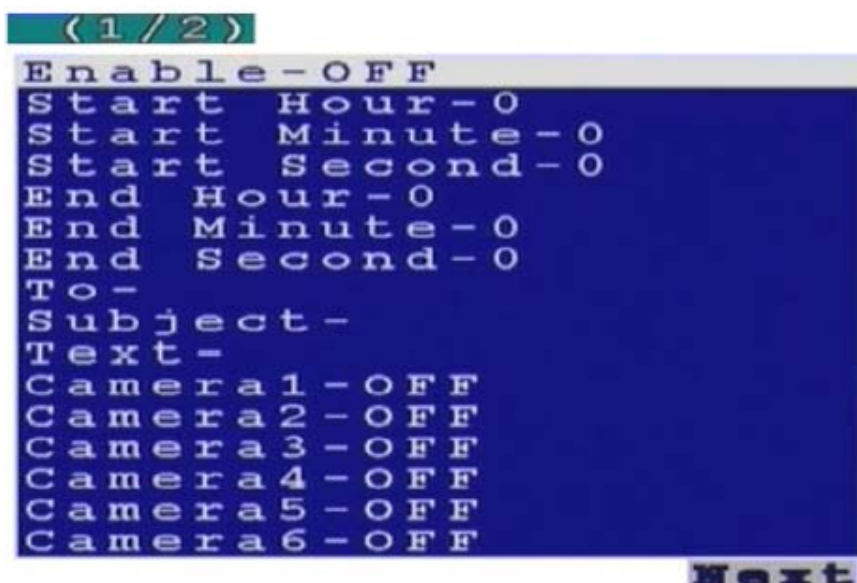 (1/2)
Enable-OFF
Start Hour-0
Start Minute-0
Start Second-0
End Hour-0
End Minute-0
End Second-0
To-
Subject-
Text-
Camera1-OFF
Camera2-OFF
Camera3-OFF
Camera4-OFF
Camera5-OFF
Camera6-OFF
Next